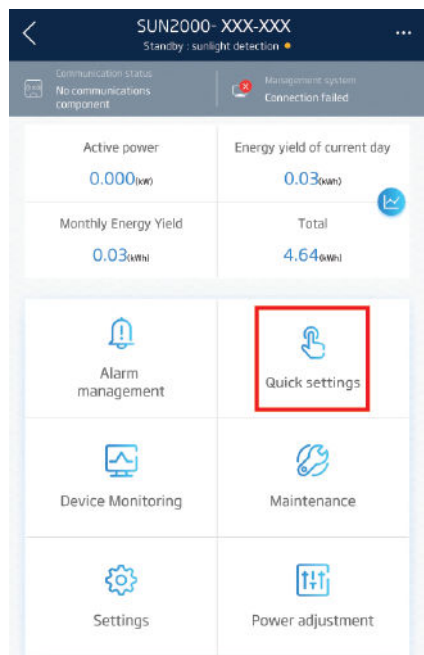 SUN2000- XXX-XXX
Standby : sunlight detection
Communication status
No communications
component
Management system
Connection failed
Active power
0.000(kW)
Energy yield of current day
0.03(kWh)
Monthly Energy Yield
0.03(kWh)
Total
4.64(kWh)
Alarm
management
Quick settings
Device Monitoring
Maintenance
Settings
Power adjustment